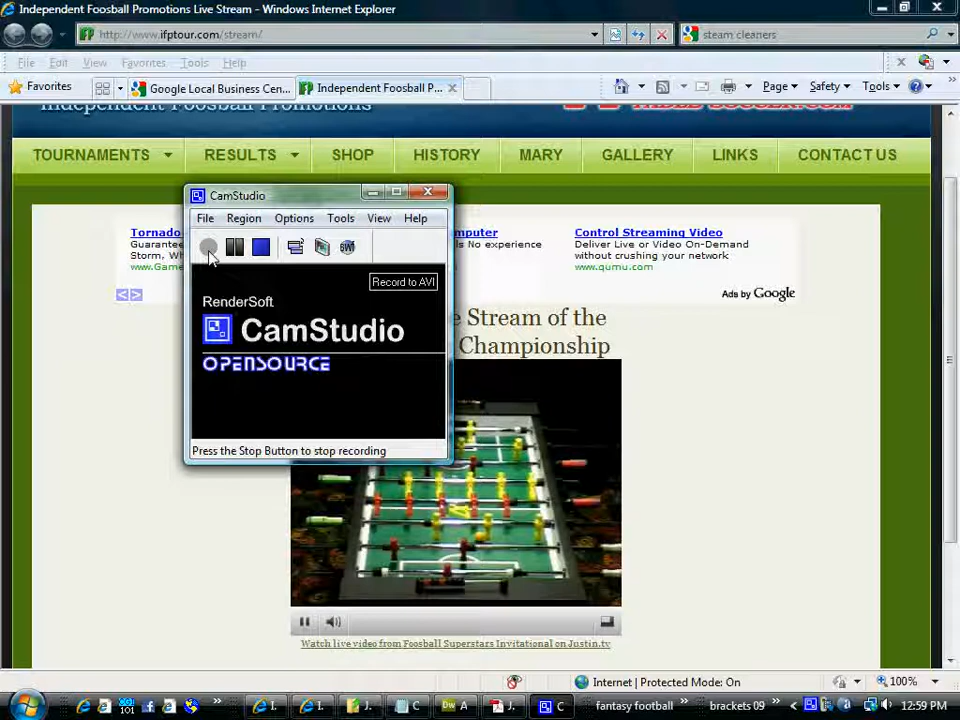 Independent Foosball Promotions Live Stream - Windows Internet Explorer
http://www.ifptour.com/stream/
steam cleaners
File Edit View Favorites Tools Help
Favorites
Google Local Business Cen...
Independent Foosball P...
Page Safety Tools
Independent Foosball Promotions
TOURNAMENTS RESULTS SHOP HISTORY MARY GALLERY LINKS CONTACT US
CamStudio
File Region Options Tools View Help
Record to AVI
RenderSoft
CamStudio
OPENSOURCE
Press the Stop Button to stop recording
Tornado
Guarantee
Storm, Wh
www.Game
mputer
s No experience
Control Streaming Video
Deliver Live or Video On-Demand
without crushing your network
www.qumu.com
Ads by Google
e Stream of the
Championship
Watch live video from Foosball Superstars Invitational on Justin.tv
Internet | Protected Mode: On
100%
I.. I.. J.. C A J.. C
fantasy football
brackets 09
12:59 PM